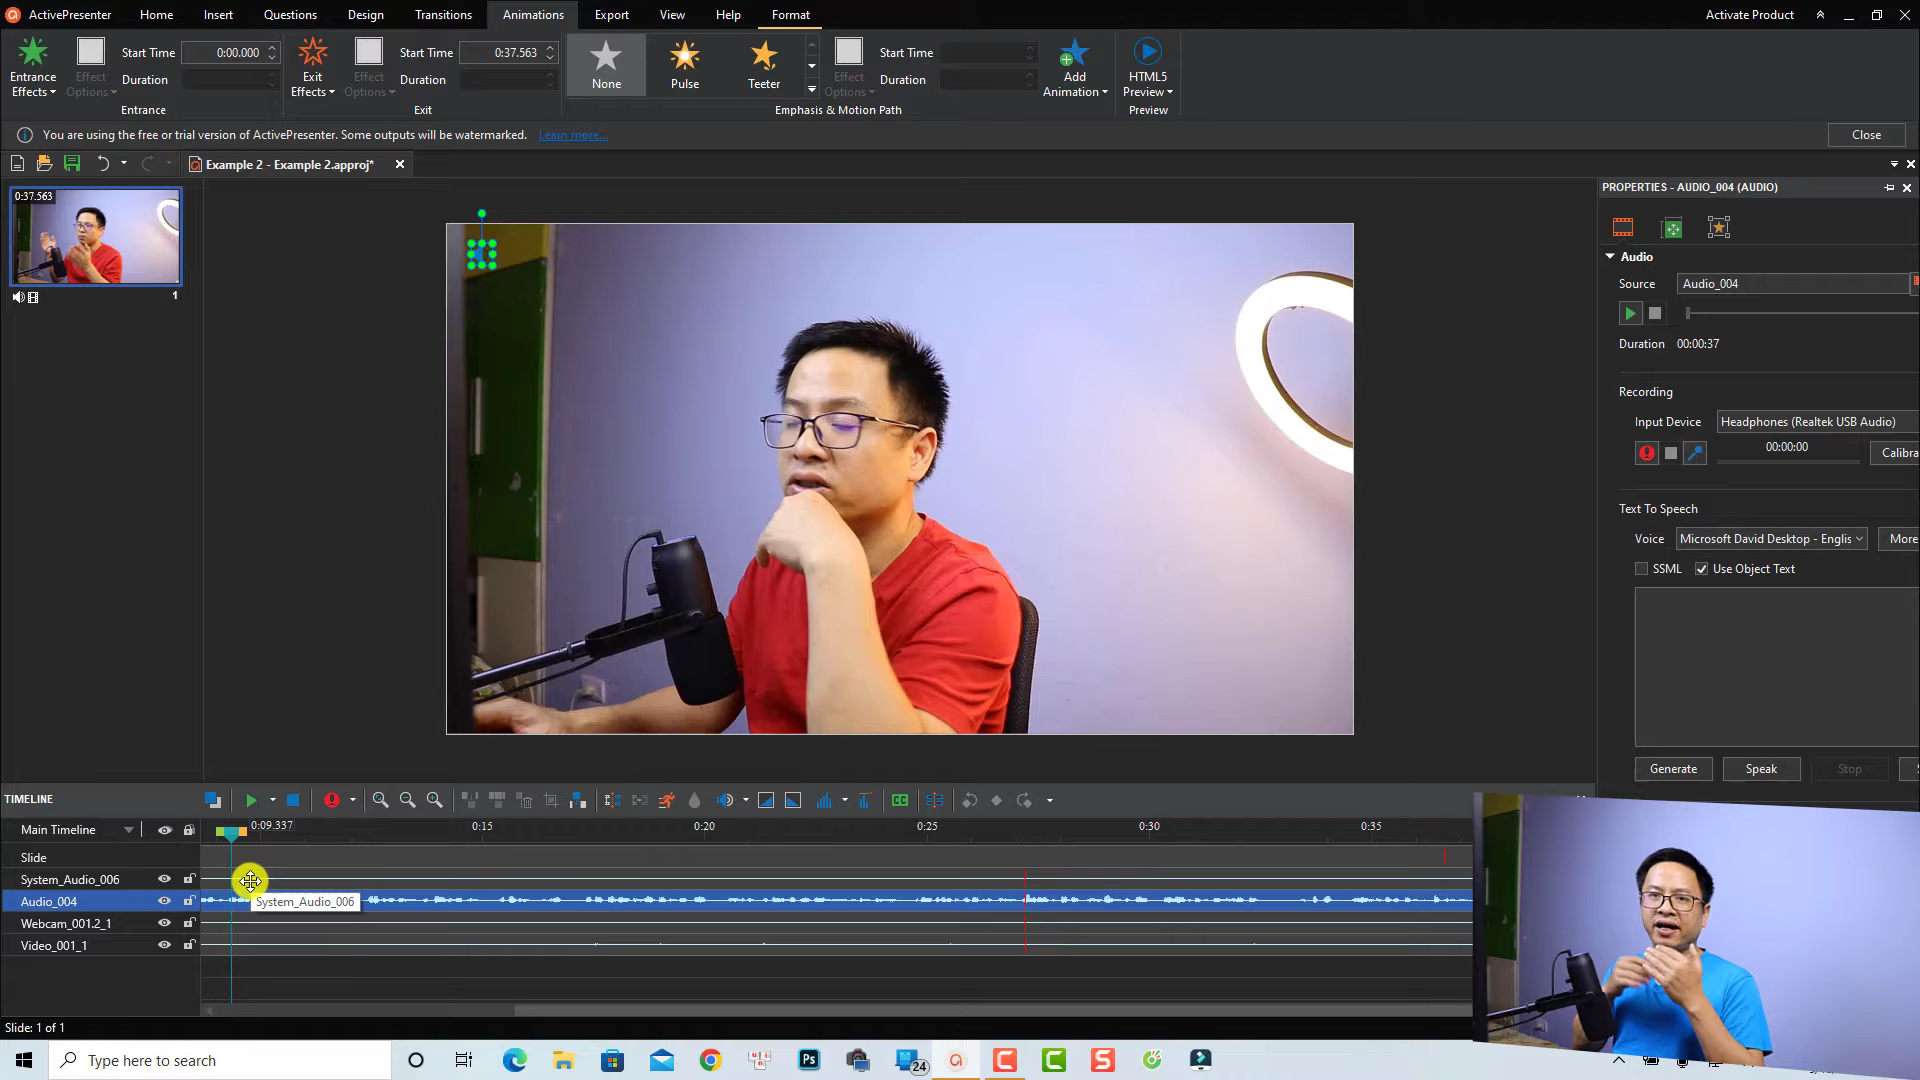 ActivePresenter Home Insert Questions Design Transitions Animations Export View Help Format Activate Product
Start Time 0:00.000 Start Time 0:37.563 Start Time
Entrance Effects Effect Options Duration Exit Effects Effect Options Duration None Pulse Teeter Effect Options Duration Add Animation HTML5 Preview
Entrance Exit Emphasis & Motion Path Preview
You are using the free or trial version of ActivePresenter. Some outputs will be watermarked. Learn more... Close
Example 2 - Example 2.approj*
PROPERTIES - AUDIO_004 (AUDIO)
0:37.563
1
Audio
Source Audio_004
Duration 00:00:37
Recording
Input Device Headphones (Realtek USB Audio)
00:00:00 Calibra
Text To Speech
Voice Microsoft David Desktop - Englis More
SSML Use Object Text
Generate Speak Stop
TIMELINE
CC
Main Timeline 0:09.337 0:15 0:20 0:25 0:30 0:35
Slide
System_Audio_006
Audio_004 System_Audio_006
Webcam_001.2_1
Video_001_1
Slide: 1 of 1
Type here to search Ps 24 C C S